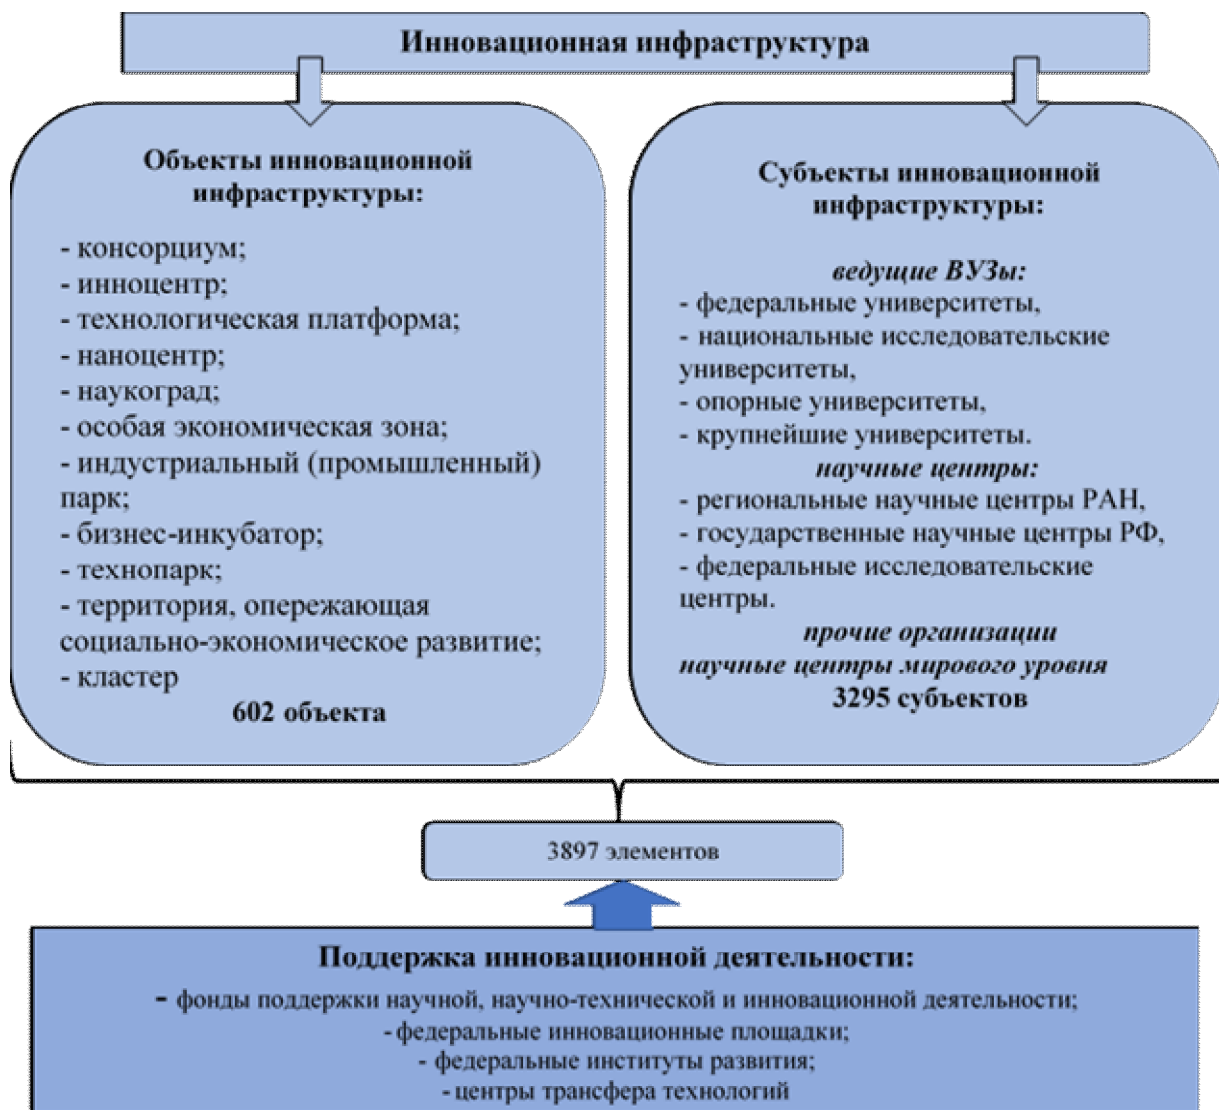 Инновационная инфраструктура
Объекты инновационной
инфраструктуры:
- консорциум;
- инноцентр;
- технологическая платформа;
- наноцентр;
- наукоград;
- особая экономическая зона;
- индустриальный (промышленный)
парк;
- бизнес-инкубатор;
- технопарк;
- территория, опережающая
социально-экономическое развитие;
- кластер
602 объекта
Субъекты инновационной
инфраструктуры:
ведущие ВУЗы:
- федеральные университеты,
- национальные исследовательские
университеты,
- опорные университеты,
- крупнейшие университеты.
научные центры:
- региональные научные центры РАН,
- государственные научные центры РФ,
- федеральные исследовательские
центры.
прочие организации
научные центры мирового уровня
3295 субъектов
3897 элементов
Поддержка инновационной деятельности:
- фонды поддержки научной, научно-технической и инновационной деятельности;
- федеральные инновационные площадки;
- федеральные институты развития;
- центры трансфера технологий